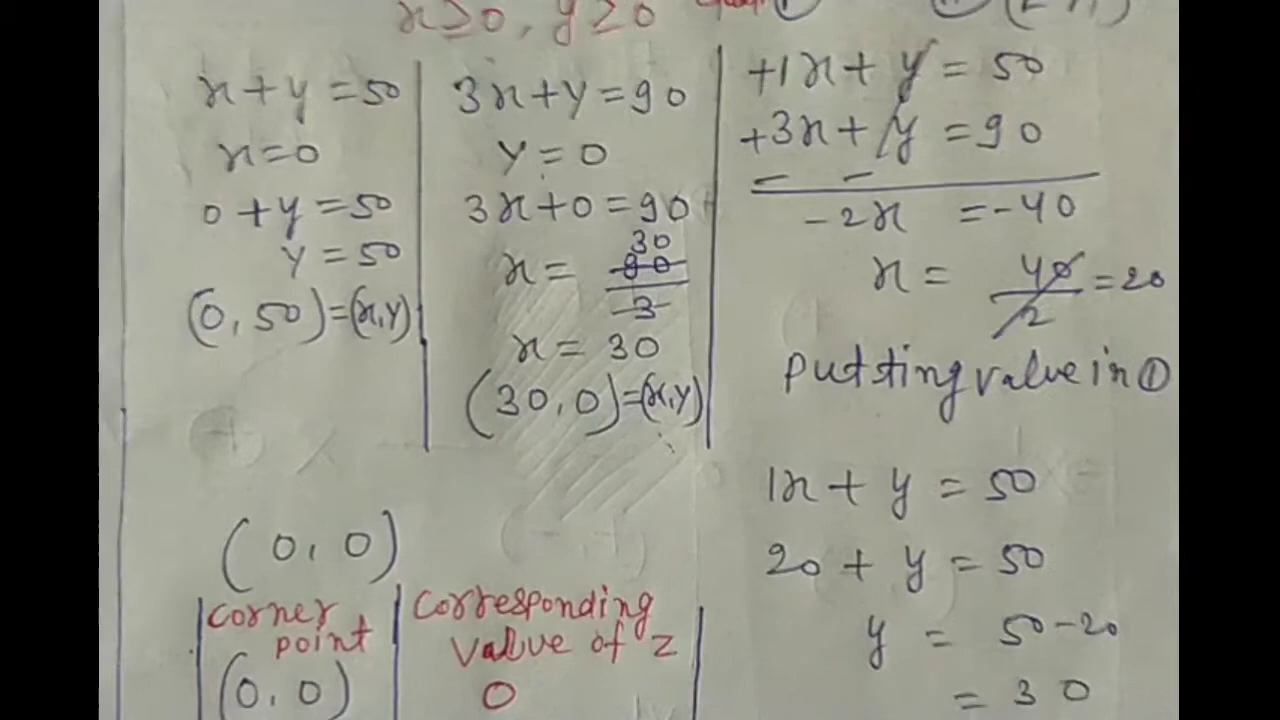 x≥0, y≥0
x+y=50
x=0
0+y=50
y=50
(0,50)=(x,y)
3x+y=90
y=0
3x+0=90
30
x= 90/3
x=30
(30,0)=(x,y)
+1x+y=50
+3x+y=90
- -
-2x =-40
x= 40/2 =20
putsting value in ①
1x+y=50
20+y=50
y = 50-20
= 30
(0,0)
corner point
corresponding value of z
(0,0)
0